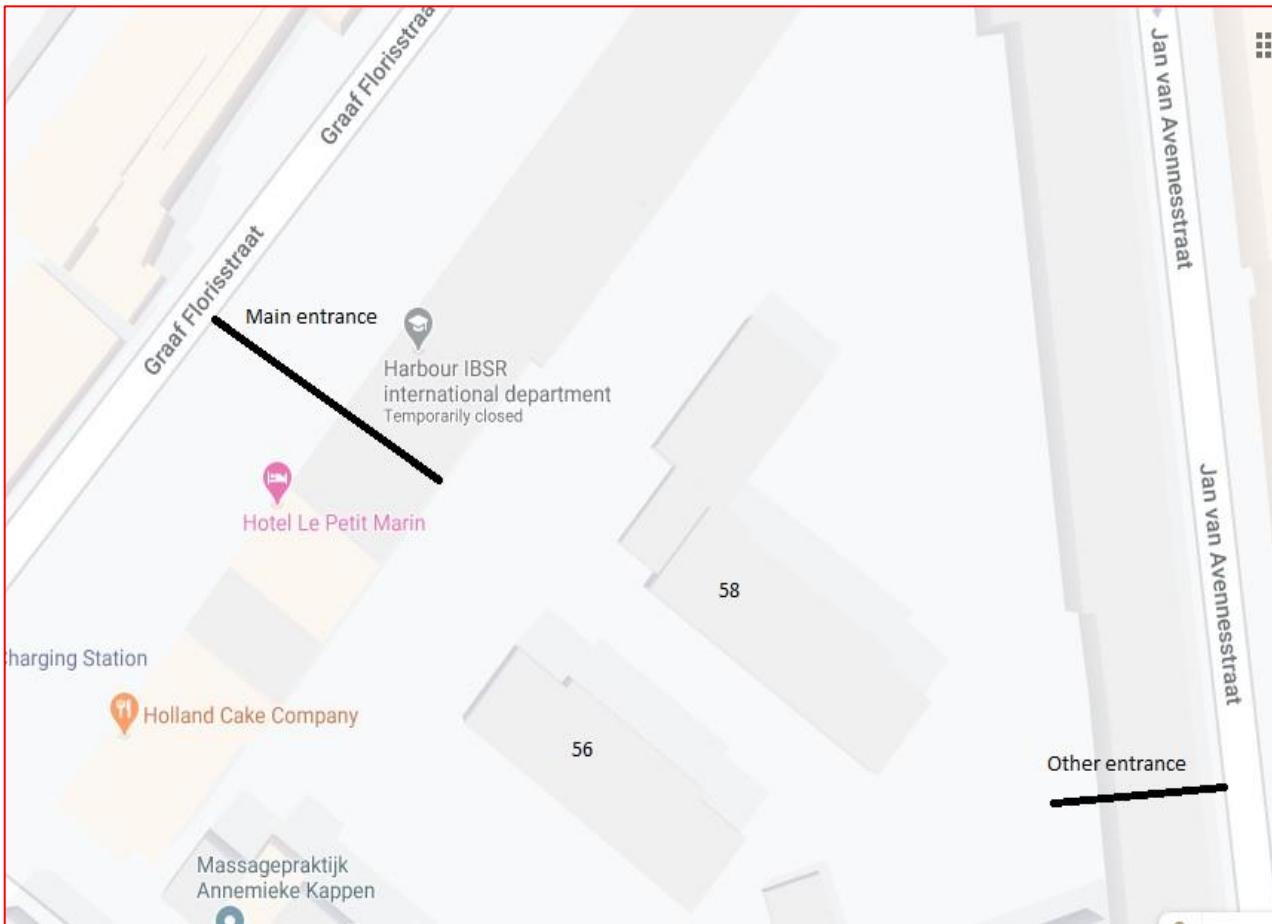 Graaf Florisstraat
Jan van Avennesstraat
Graaf Florisstraat
Main entrance
Harbour IBSR
international department
Temporarily closed
Hotel Le Petit Marin
Jan van Avennesstraat
58
harging Station
Holland Cake Company
56
Other entrance
Massagepraktijk
Annemieke Kappen